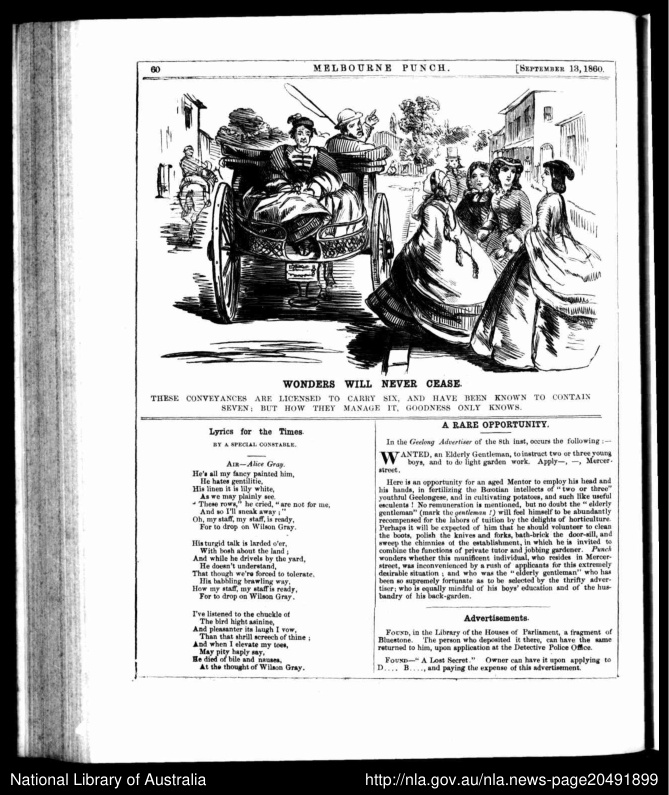 60
MELBOURNE PUNCH.
[SEPTEMBER 13, 1860.
WONDERS WILL NEVER CEASE.
THESE CONVEYANCES ARE LICENSED TO CARRY SIX, AND HAVE BEEN KNOWN TO CONTAIN
SEVEN; BUT HOW THEY MANAGE IT, GOODNESS ONLY KNOWS.
Lyrics for the Times.
BY A SPECIAL CONSTABLE.
AIR—Alice Gray.
He's all my fancy painted him,
He hates gentilitie,
His linen it is lily white,
As we may plainly see.
"These rows," he cried, "are not for me,
And so I'll sneak away;"
Oh, my staff, my staff, is ready,
For to drop on Wilson Gray.
His turgid talk is larded o'er,
With bosh about the land;
And while he drivels by the yard,
He doesn't understand,
That though we're forced to tolerate,
His babbling brawling way,
How my staff, my staff is ready,
For to drop on Wilson Gray.
I've listened to the chuckle of
The bird hight asinine,
And pleasanter its laugh I vow,
Than that shrill screech of thine;
And when I elevate my toes,
May pity haply say,
He died of bile and nausea,
At the thought of Wilson Gray.
A RARE OPPORTUNITY.
In the Geelong Advertiser of the 8th inst, occurs the following:—
WANTED, an Elderly Gentleman, to instruct two or three young
boys, and to do light garden work. Apply—, —, Mercer-
street.
Here is an opportunity for an aged Mentor to employ his head and
his hands, in fertilizing the Bœotian intellects of "two or three"
youthful Geelongese, and in cultivating potatoes, and such like useful
esculents! No remuneration is mentioned, but no doubt the "elderly
gentleman" (mark the gentleman!) will feel himself to be abundantly
recompensed for the labors of tuition by the delights of horticulture.
Perhaps it will be expected of him that he should volunteer to clean
the boots, polish the knives and forks, bath-brick the door-sill, and
sweep the chimnies of the establishment, in which he is invited to
combine the functions of private tutor and jobbing gardener. Punch
wonders whether this munificent individual, who resides in Mercer-
street, was inconvenienced by a rush of applicants for this extremely
desirable situation; and who was the "elderly gentleman" who has
been so supremely fortunate as to be selected by the thrifty adver-
tiser; who is equally mindful of his boys' education and of the hus-
bandry of his back-garden.
Advertisements.
FOUND, in the Library of the Houses of Parliament, a fragment of
Bluestone. The person who deposited it there, can have the same
returned to him, upon application at the Detective Police Office.
FOUND—"A Lost Secret." Owner can have it upon applying to
D...., B...., and paying the expense of this advertisement.
National Library of Australia
http://nla.gov.au/nla.news-page20491899